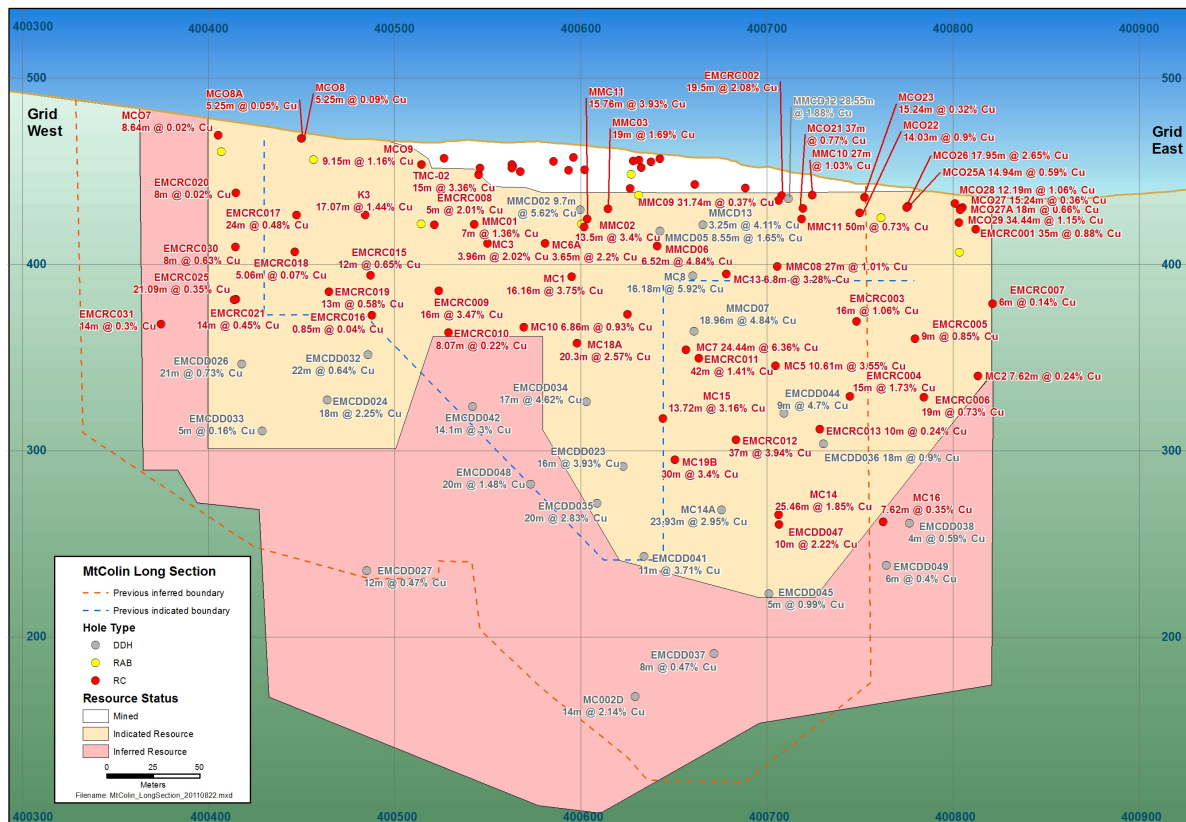 400300
400400
400500
400600
400700
400800
400900
500
400
300
200
Grid
West
Grid
East
MCO7
8.64m @ 0.02% Cu
MCO8A
5.25m @ 0.05% Cu
MCO8
5.25m @ 0.09% Cu
MCO9
9.15m @ 1.16% Cu
TMC-02
15m @ 3.36% Cu
EMCRC008
5m @ 2.01% Cu
MMC01
7m @ 1.36% Cu
MC3
3.96m @ 2.02% Cu
MMC11
15.76m @ 3.93% Cu
MMC03
19m @ 1.69% Cu
EMCRC002
19.5m @ 2.08% Cu
MMCD12 28.55m
@ 1.88% Cu
MCO21 37m
@ 0.77% Cu
MMC10 27m
@ 1.03% Cu
MCO23
15.24m @ 0.32% Cu
MCO22
14.03m @ 0.9% Cu
MCO26 17.95m @ 2.65% Cu
MCO25A 14.94m @ 0.59% Cu
MCO28 12.19m @ 1.06% Cu
MCO27 15.24m @ 0.36% Cu
MCO27A 18m @ 0.66% Cu
MCO29 34.44m @ 1.15% Cu
EMCRC001 35m @ 0.88% Cu
EMCRC020
8m @ 0.02% Cu
K3
17.07m @ 1.44% Cu
EMCRC017
24m @ 0.48% Cu
MMCD02 9.7m
@ 5.62% Cu
MMC09 31.74m @ 0.37% Cu
MMC02
13.5m @ 3.4% Cu
MMCD13
3.25m @ 4.11% Cu
MMCD05 8.55m @ 1.65% Cu
MMC11 50m @ 0.73% Cu
EMCRC030
8m @ 0.63% Cu
EMCRC018
5.06m @ 0.07% Cu
EMCRC015
12m @ 0.65% Cu
MC6A
3.65m @ 2.2% Cu
MMCD06
6.52m @ 4.84% Cu
MMC08 27m @ 1.01% Cu
EMCRC025
21.09m @ 0.35% Cu
MC1
16.16m @ 3.75% Cu
MC8
16.18m @ 5.92% Cu
MC13 6.8m @ 3.28% Cu
EMCRC019
13m @ 0.58% Cu
EMCRC009
16m @ 3.47% Cu
EMCRC003
16m @ 1.06% Cu
EMCRC007
6m @ 0.14% Cu
EMCRC031
14m @ 0.3% Cu
EMCRC021
14m @ 0.45% Cu
EMCRC016
0.85m @ 0.04% Cu
EMCRC010
8.07m @ 0.22% Cu
MC10 6.86m @ 0.93% Cu
MMCD07
18.96m @ 4.84% Cu
EMCRC005
9m @ 0.85% Cu
MC18A
20.3m @ 2.57% Cu
MC7 24.44m @ 6.36% Cu
EMCRC011
42m @ 1.41% Cu
MC5 10.61m @ 3.55% Cu
EMCDD026
21m @ 0.73% Cu
EMCDD032
22m @ 0.64% Cu
EMCRC004
15m @ 1.73% Cu
MC2 7.62m @ 0.24% Cu
EMCDD024
18m @ 2.25% Cu
EMCDD034
17m @ 4.62% Cu
MC15
13.72m @ 3.16% Cu
EMCDD044
9m @ 4.7% Cu
EMCRC006
19m @ 0.73% Cu
EMCDD033
5m @ 0.16% Cu
EMCDD042
14.1m @ 3% Cu
EMCRC013 10m @ 0.24% Cu
EMCRC012
37m @ 3.94% Cu
EMCDD036 18m @ 0.9% Cu
EMCDD023
16m @ 3.93% Cu
MC19B
30m @ 3.4% Cu
EMCDD048
20m @ 1.48% Cu
EMCDD035
20m @ 2.83% Cu
MC14A
23.93m @ 2.95% Cu
MC14
25.46m @ 1.85% Cu
EMCDD047
10m @ 2.22% Cu
MC16
7.62m @ 0.35% Cu
EMCDD038
4m @ 0.59% Cu
EMCDD041
11m @ 3.71% Cu
EMCDD049
6m @ 0.4% Cu
EMCDD027
12m @ 0.47% Cu
EMCDD045
5m @ 0.99% Cu
EMCDD037
8m @ 0.47% Cu
MC002D
14m @ 2.14% Cu
MtColin Long Section
Previous inferred boundary
Previous indicated boundary
Hole Type
DDH
RAB
RC
Resource Status
Mined
Indicated Resource
Inferred Resource
0 25 50
Meters
Filename: MtColin_LongSection_20110822.mxd
500
400
300
200
400300
400400
400500
400600
400700
400800
400900